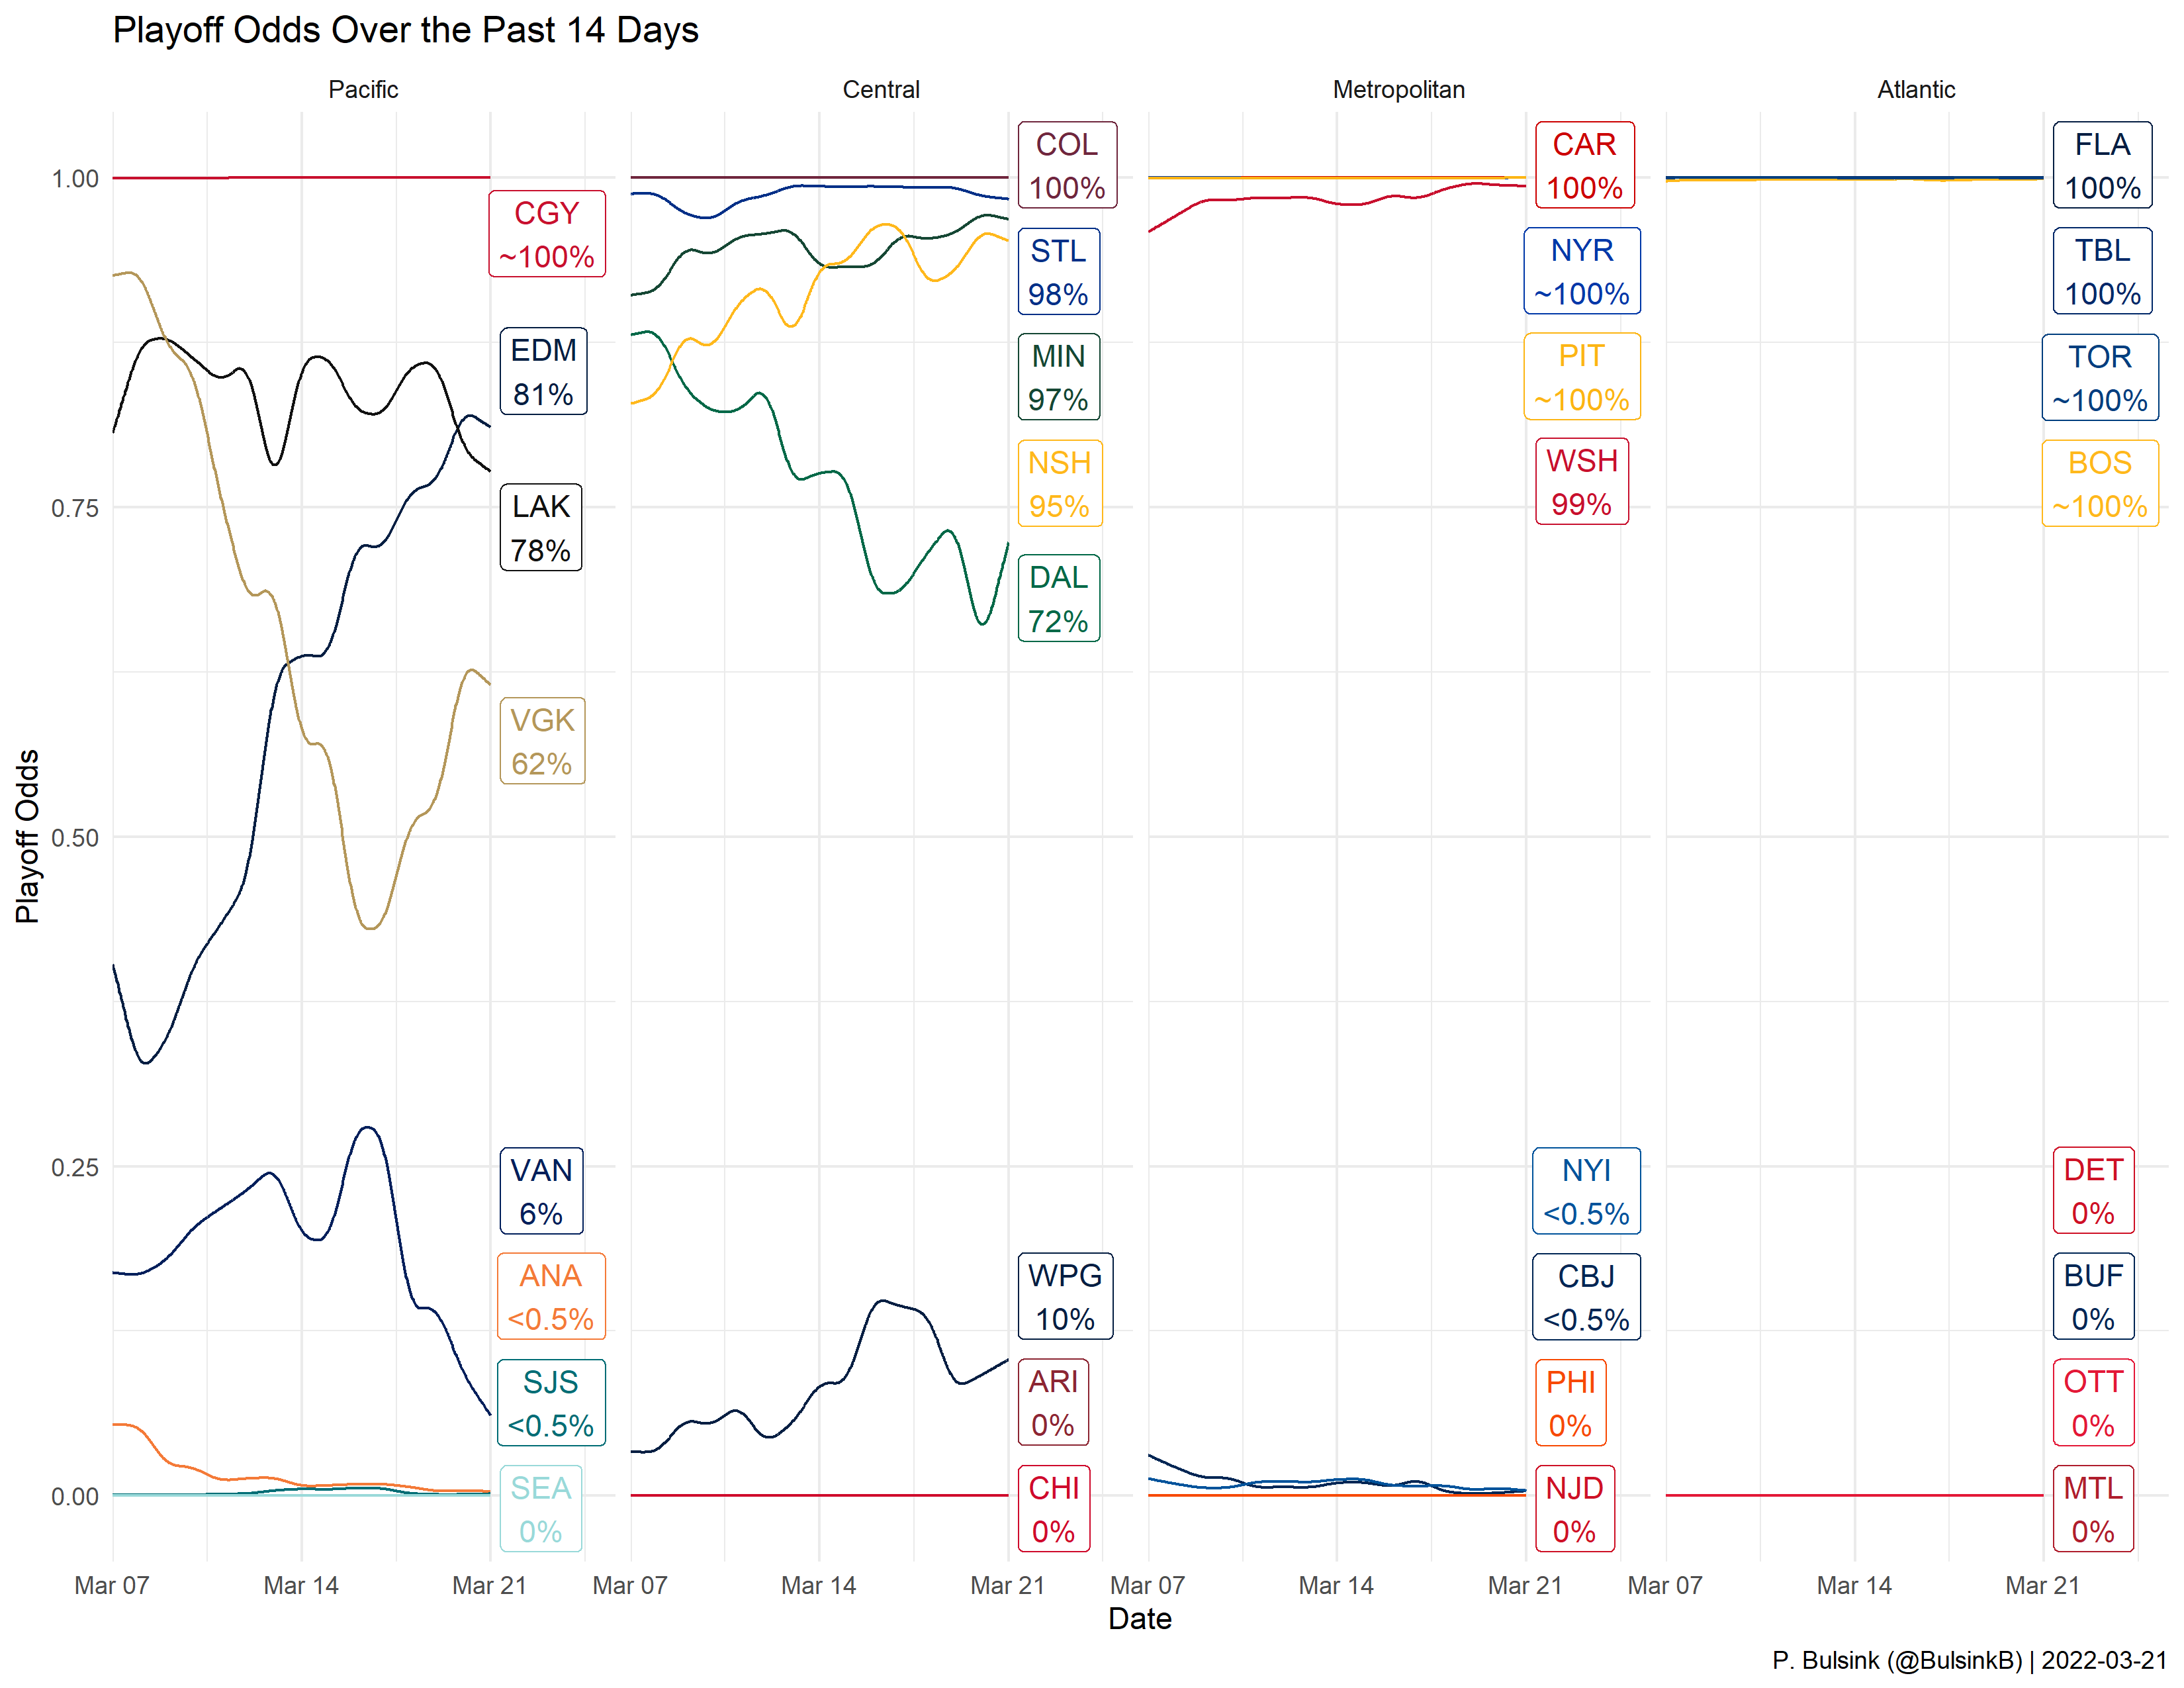 Playoff Odds Over the Past 14 Days
Pacific
Central
Metropolitan
Atlantic
Playoff Odds
1.00
0.75
0.50
0.25
0.00
CGY
~100%
EDM
81%
LAK
78%
VGK
62%
VAN
6%
ANA
<0.5%
SJS
<0.5%
SEA
0%
COL
100%
STL
98%
MIN
97%
NSH
95%
DAL
72%
WPG
10%
ARI
0%
CHI
0%
CAR
100%
NYR
~100%
PIT
~100%
WSH
99%
NYI
<0.5%
CBJ
<0.5%
PHI
0%
NJD
0%
FLA
100%
TBL
100%
TOR
~100%
BOS
~100%
DET
0%
BUF
0%
OTT
0%
MTL
0%
Mar 07
Mar 14
Mar 21
Mar 07
Mar 14
Mar 21
Mar 07
Mar 14
Mar 21
Mar 07
Mar 14
Mar 21
Date
P. Bulsink (@BulsinkB) | 2022-03-21